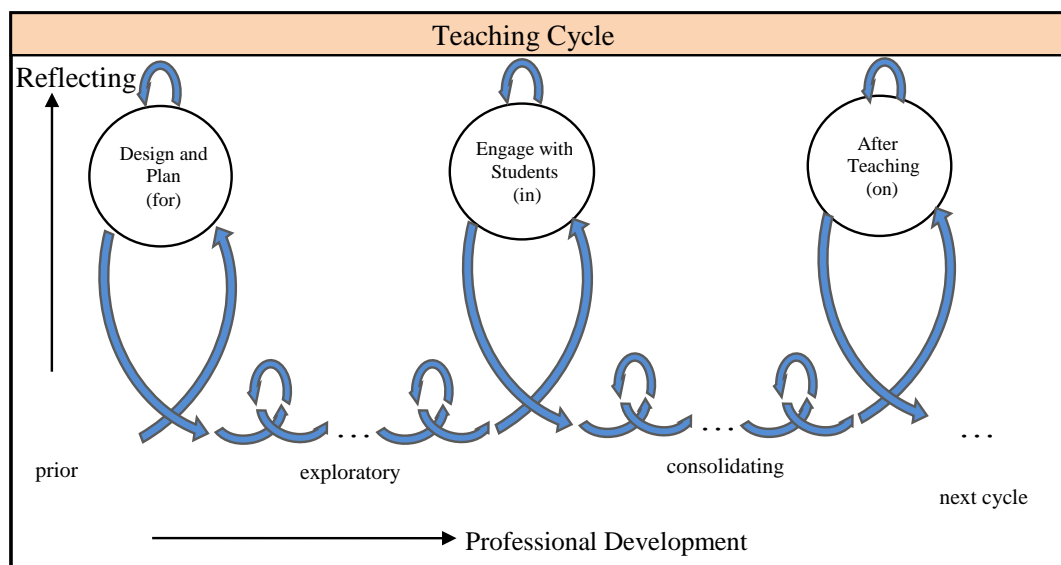 Teaching Cycle
Reflecting
Design and
Plan
(for)
Engage with
Students
(in)
After
Teaching
(on)
...
...
...
prior
exploratory
consolidating
next cycle
Professional Development